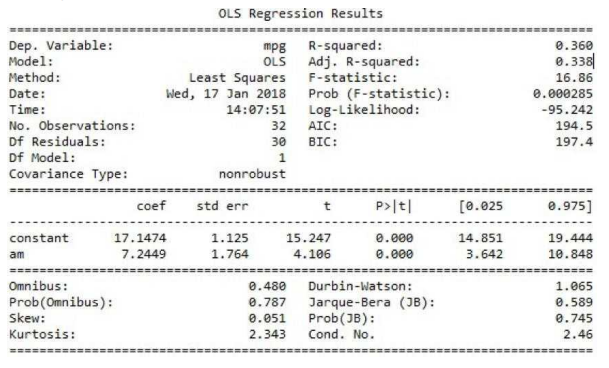 OLS Regression Results
==============================================================================
Dep. Variable: mpg R-squared: 0.360
Model: OLS Adj. R-squared: 0.338
Method: Least Squares F-statistic: 16.86
Date: Wed, 17 Jan 2018 Prob (F-statistic): 0.000285
Time: 14:07:51 Log-Likelihood: -95.242
No. Observations: 32 AIC: 194.5
Df Residuals: 30 BIC: 197.4
Df Model: 1
Covariance Type: nonrobust
==============================================================================
coef std err t P>|t| [0.025 0.975]
------------------------------------------------------------------------------
constant 17.1474 1.125 15.247 0.000 14.851 19.444
am 7.2449 1.764 4.106 0.000 3.642 10.848
==============================================================================
Omnibus: 0.480 Durbin-Watson: 1.065
Prob(Omnibus): 0.787 Jarque-Bera (JB): 0.589
Skew: 0.051 Prob(JB): 0.745
Kurtosis: 2.343 Cond. No. 2.46
==============================================================================